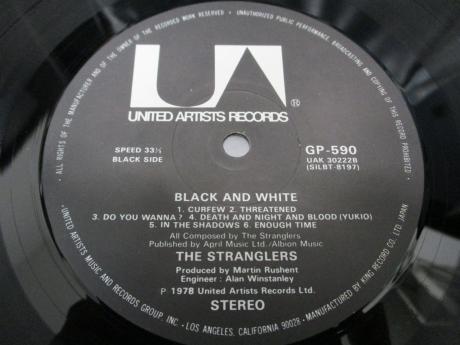 UA
®
UNITED ARTISTS RECORDS
SPEED 33⅓
BLACK SIDE
GP-590
UAK 30222B
(SILBT-8197)
BLACK AND WHITE
1. CURFEW 2. THREATENED
3. DO YOU WANNA? 4. DEATH AND NIGHT AND BLOOD (YUKIO)
5. IN THE SHADOWS 6. ENOUGH TIME
All Composed by The Stranglers
Published by April Music Ltd./Albion Music
THE STRANGLERS
Produced by Martin Rushent
Engineer : Alan Winstanley
℗ 1978 United Artists Records Ltd.
STEREO
· ALL RIGHTS OF THE MANUFACTURER AND OF THE OWNER OF THE RECORDED WORK RESERVED · UNAUTHORIZED PUBLIC PERFORMANCE, BROADCASTING AND COPYING OF THIS RECORD PROHIBITED ·
· UNITED ARTISTS MUSIC AND RECORDS GROUP, INC · LOS ANGELES, CALIFORNIA 90028 · MANUFACTURED BY KING RECORD CO. LTD JAPAN